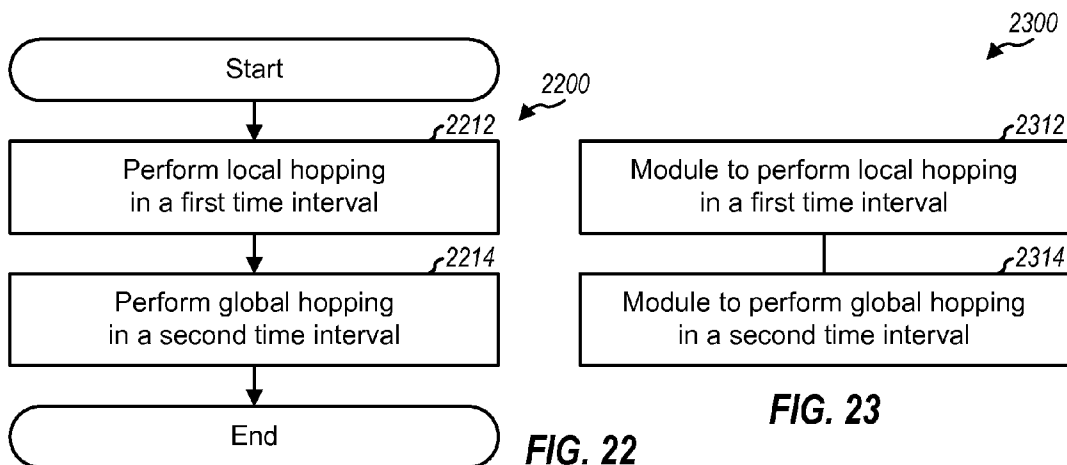 Start
2200
2212
Perform local hopping
in a first time interval
2214
Perform global hopping
in a second time interval
End
FIG. 22
2300
2312
Module to perform local hopping
in a first time interval
2314
Module to perform global hopping
in a second time interval
FIG. 23